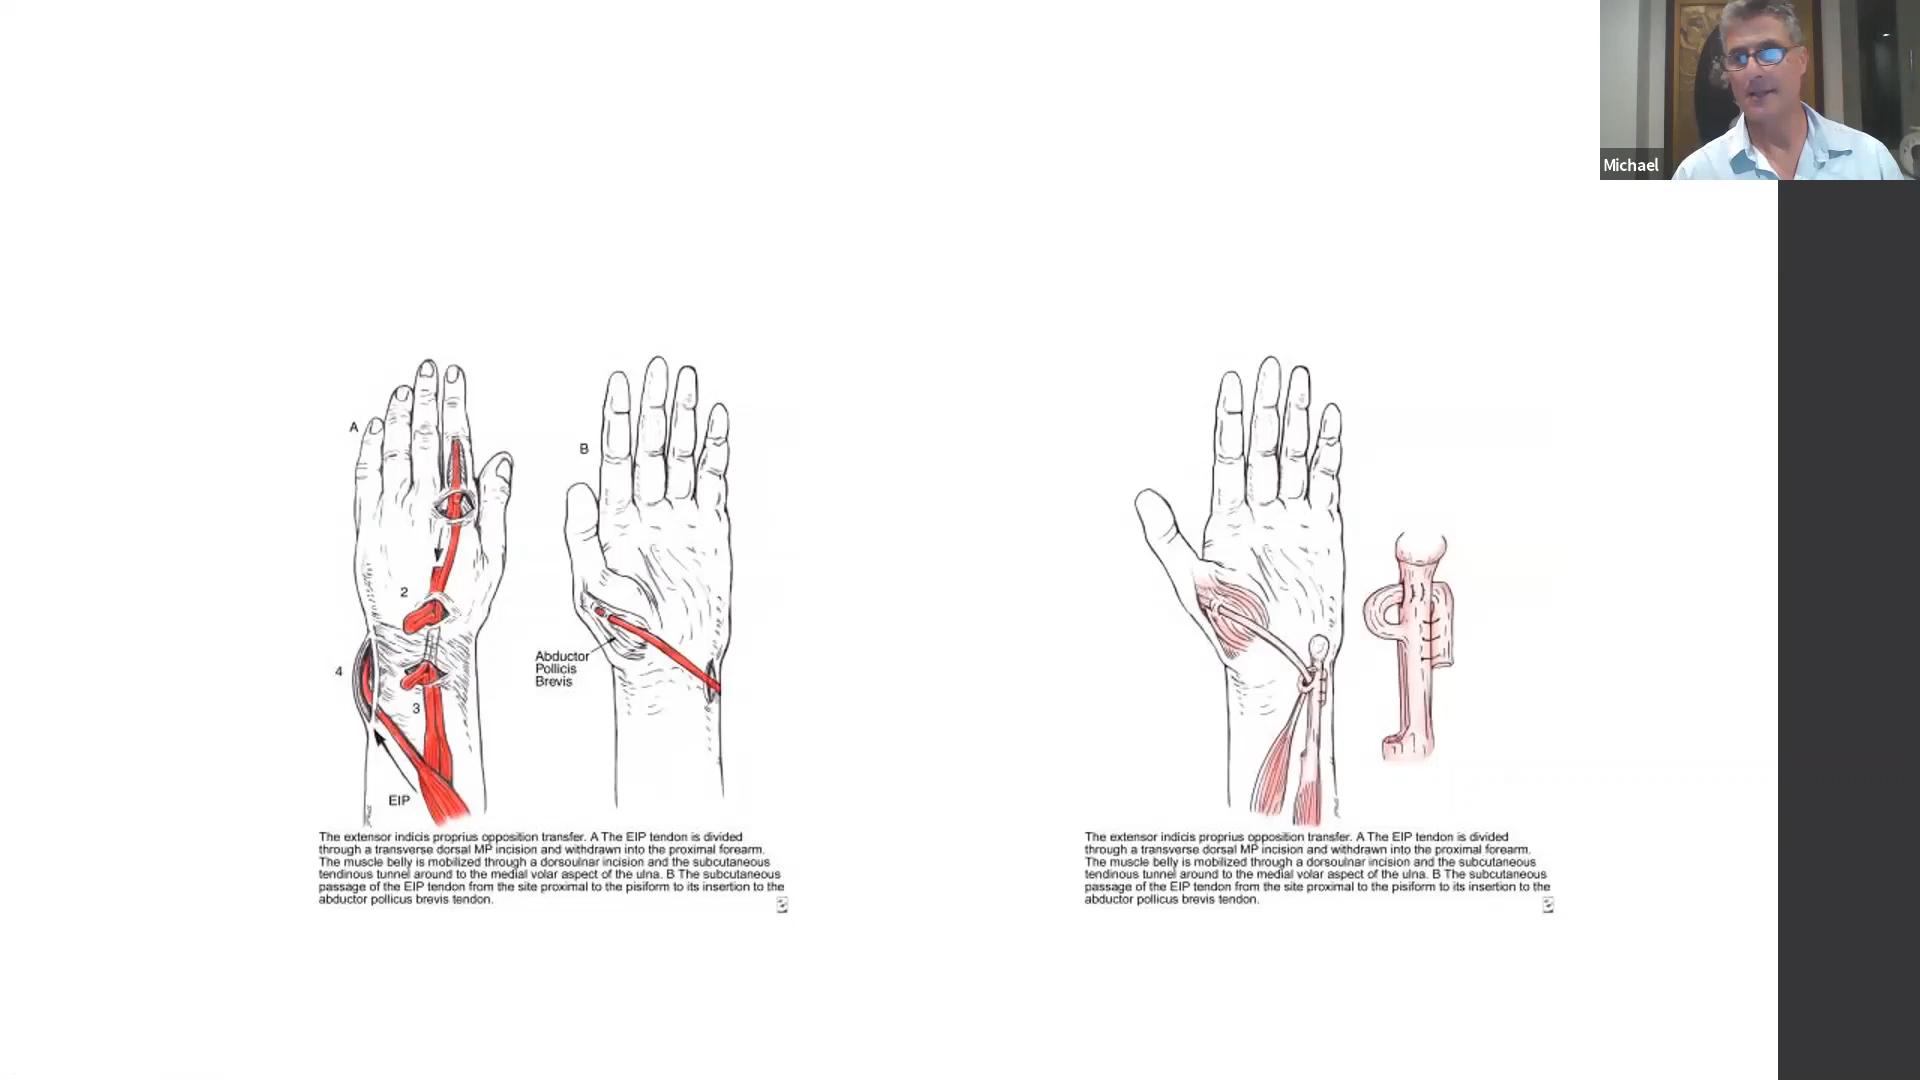 Michael
A
B
2
Abductor
Pollicis
Brevis
4
3
EIP
The extensor indicis proprius opposition transfer. A The EIP tendon is divided
through a transverse dorsal MP incision and withdrawn into the proximal forearm.
The muscle belly is mobilized through a dorsoulnar incision and the subcutaneous
tendinous tunnel around to the medial volar aspect of the ulna. B The subcutaneous
passage of the EIP tendon from the site proximal to the pisiform to its insertion to the
abductor pollicus brevis tendon.
The extensor indicis proprius opposition transfer. A The EIP tendon is divided
through a transverse dorsal MP incision and withdrawn into the proximal forearm.
The muscle belly is mobilized through a dorsoulnar incision and the subcutaneous
tendinous tunnel around to the medial volar aspect of the ulna. B The subcutaneous
passage of the EIP tendon from the site proximal to the pisiform to its insertion to the
abductor pollicus brevis tendon.